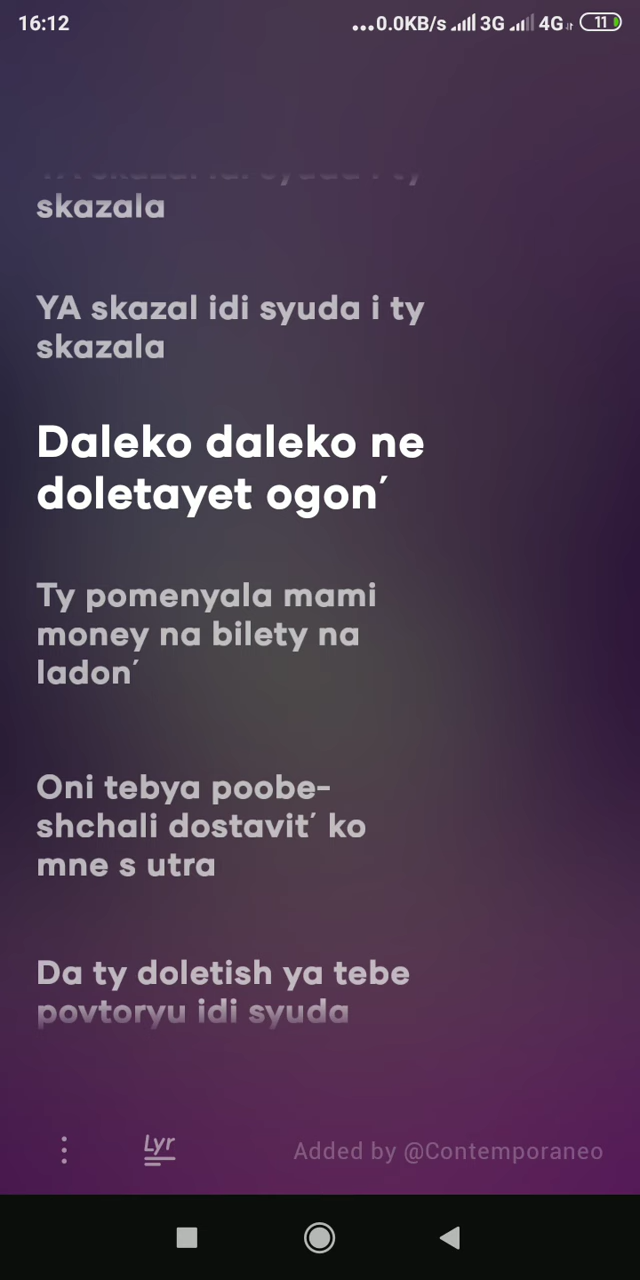 16:12 ...0.0KB/s 3G 4G 11
skazala
YA skazal idi syuda i ty
skazala
Daleko daleko ne
doletayet ogon´
Ty pomenyala mami
money na bilety na
ladon´
Oni tebya poobe-
shchali dostavit´ ko
mne s utra
Da ty doletish ya tebe
povtoryu idi syuda
Lyr Added by @Contemporaneo